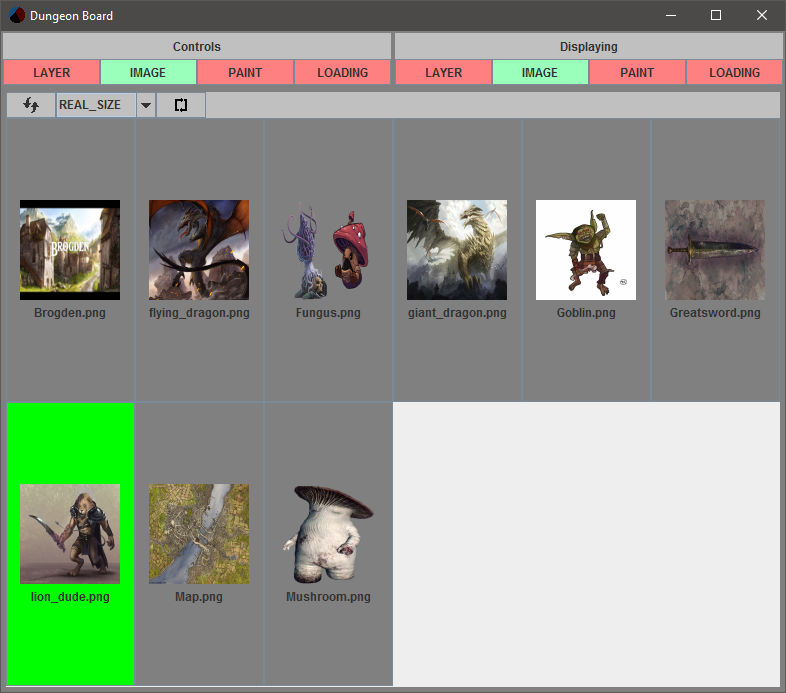 Dungeon Board
Controls Displaying
LAYER IMAGE PAINT LOADING LAYER IMAGE PAINT LOADING
REAL_SIZE
BROGDEN
Brogden.png flying_dragon.png Fungus.png giant_dragon.png Goblin.png Greatsword.png
lion_dude.png Map.png Mushroom.png